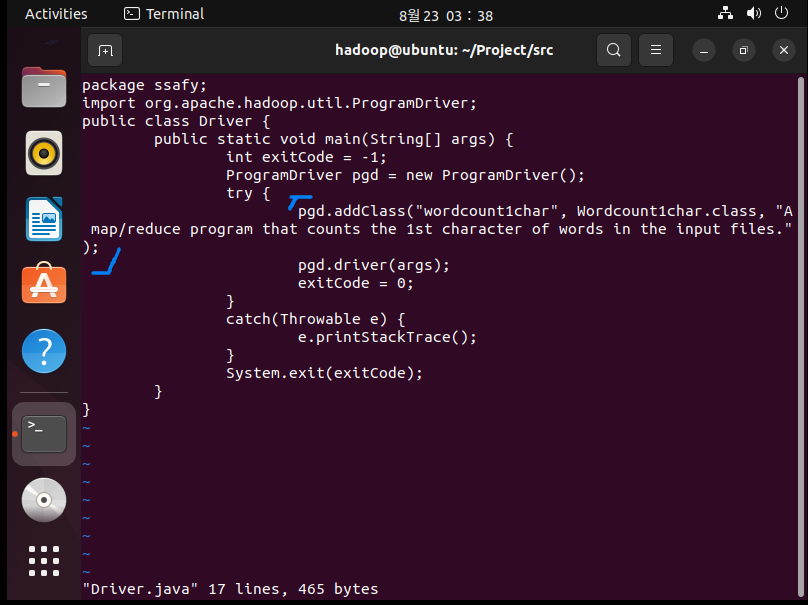 Activities Terminal 8월 23 03 : 38
hadoop@ubuntu: ~/Project/src
package ssafy;
import org.apache.hadoop.util.ProgramDriver;
public class Driver {
        public static void main(String[] args) {
                int exitCode = -1;
                ProgramDriver pgd = new ProgramDriver();
                try {
                        pgd.addClass("wordcount1char", Wordcount1char.class, "A
 map/reduce program that counts the 1st character of words in the input files."
);
                        pgd.driver(args);
                        exitCode = 0;
                }
                catch(Throwable e) {
                        e.printStackTrace();
                }
                System.exit(exitCode);
        }
}
~
~
~
~
~
~
~
~
~
"Driver.java" 17 lines, 465 bytes